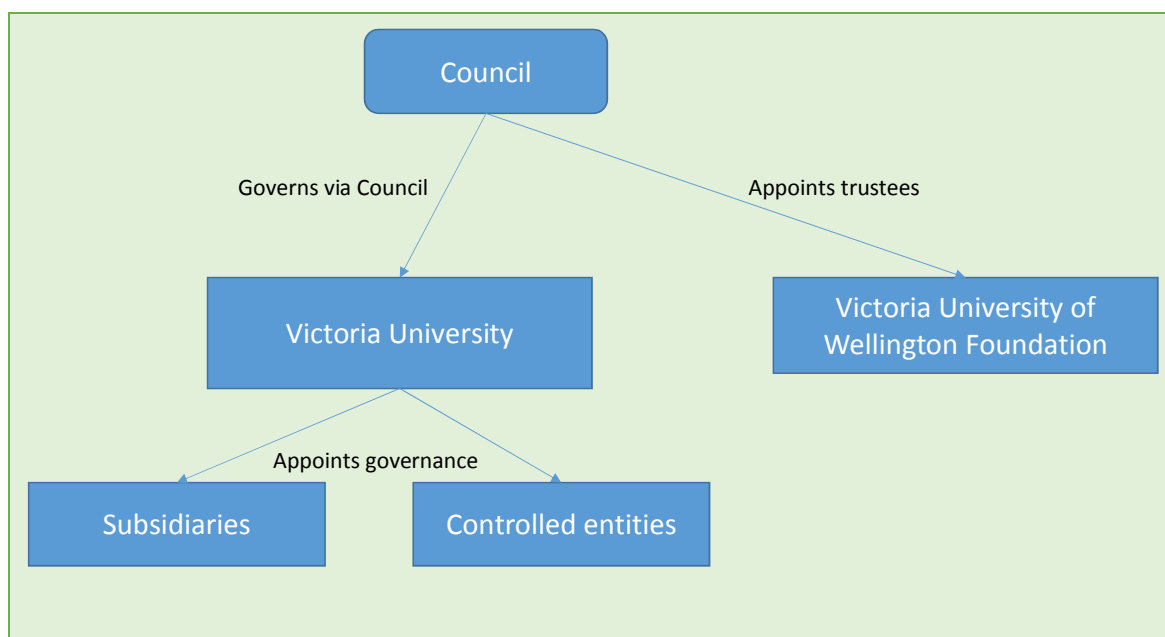 Council
Governs via Council
Appoints trustees
Victoria University
Victoria University of
Wellington Foundation
Appoints governance
Subsidiaries
Controlled entities